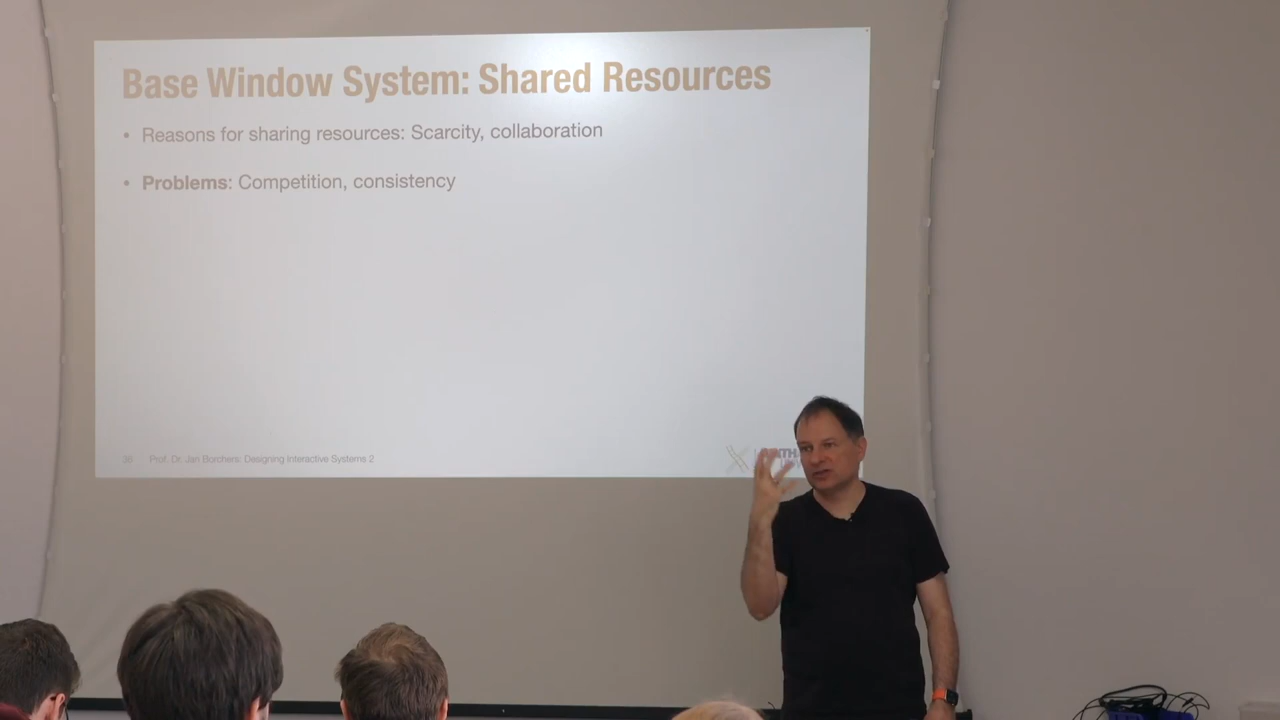 Base Window System: Shared Resources
• Reasons for sharing resources: Scarcity, collaboration
• Problems: Competition, consistency
36 Prof. Dr. Jan Borchers: Designing Interactive Systems 2